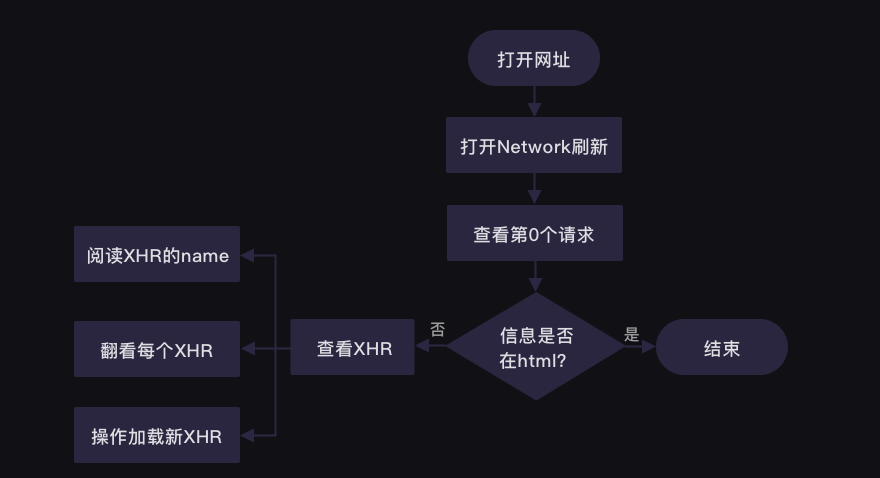 打开网址
打开Network刷新
查看第0个请求
信息是否
在html?
是
结束
否
查看XHR
阅读XHR的name
翻看每个XHR
操作加载新XHR